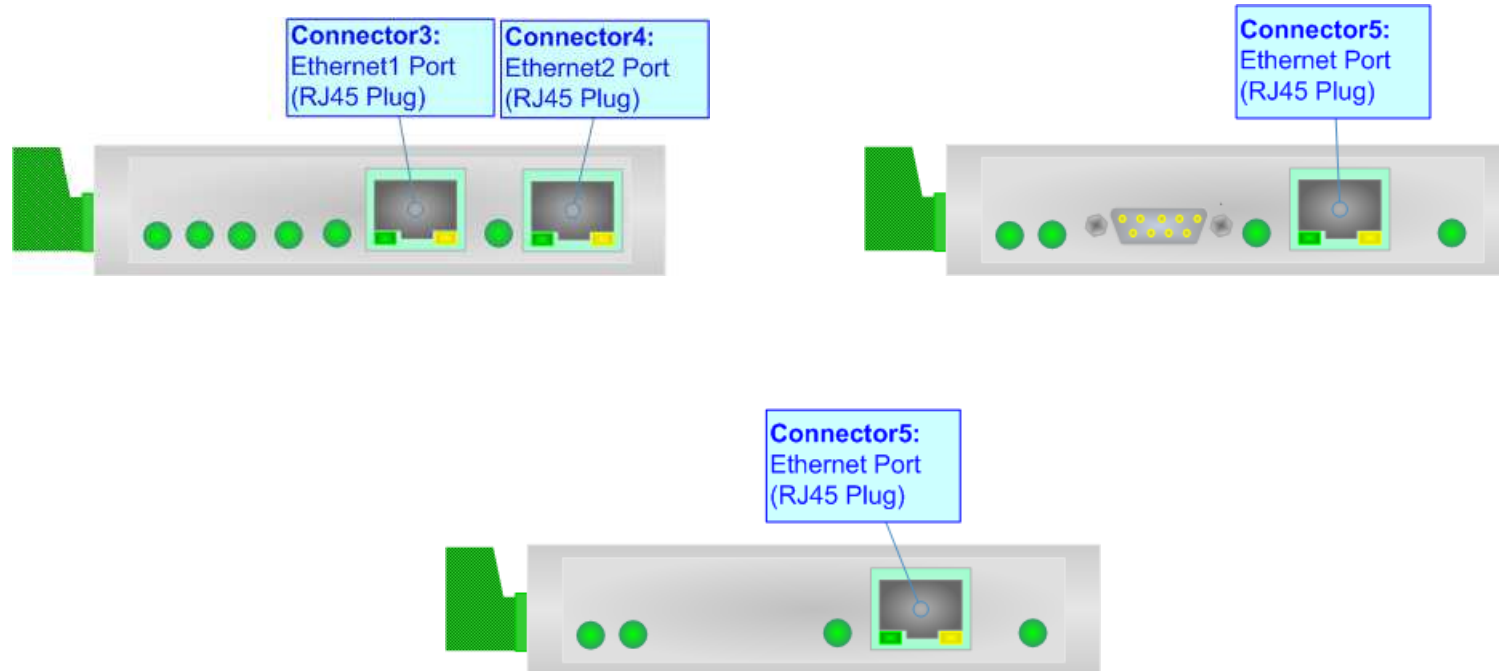 Connector3:
Ethernet1 Port
(RJ45 Plug)
Connector4:
Ethernet2 Port
(RJ45 Plug)
Connector5:
Ethernet Port
(RJ45 Plug)
Connector5:
Ethernet Port
(RJ45 Plug)